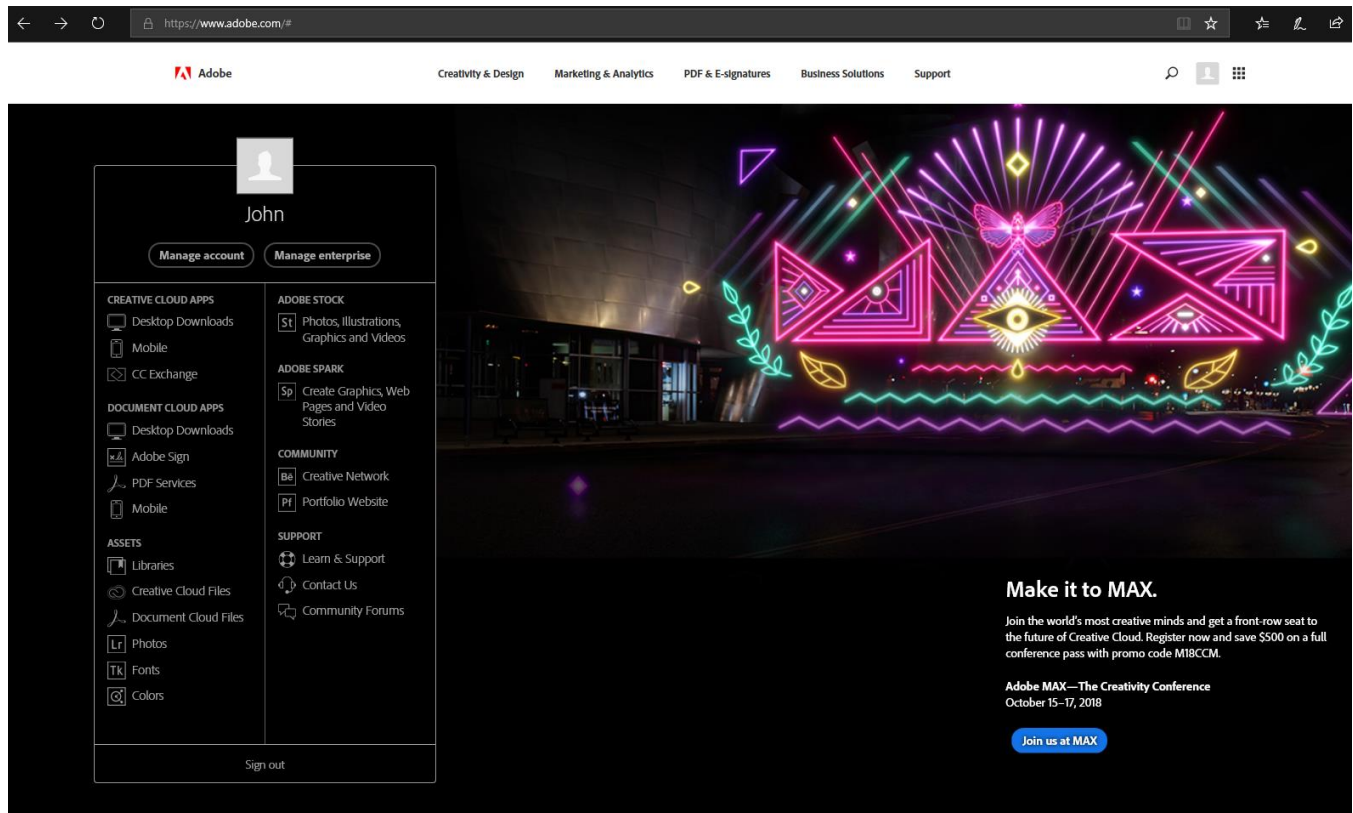 https://www.adobe.com/#
Adobe
Creativity & Design
Marketing & Analytics
PDF & E-signatures
Business Solutions
Support
John
Manage account
Manage enterprise
CREATIVE CLOUD APPS
Desktop Downloads
Mobile
CC Exchange
DOCUMENT CLOUD APPS
Desktop Downloads
Adobe Sign
PDF Services
Mobile
ASSETS
Libraries
Creative Cloud Files
Document Cloud Files
Lr Photos
Tk Fonts
Colors
ADOBE STOCK
St Photos, Illustrations,
Graphics and Videos
ADOBE SPARK
Sp Create Graphics, Web
Pages and Video
Stories
COMMUNITY
Bē Creative Network
Pf Portfolio Website
SUPPORT
Learn & Support
Contact Us
Community Forums
Sign out
Make it to MAX.
Join the world's most creative minds and get a front-row seat to
the future of Creative Cloud. Register now and save $500 on a full
conference pass with promo code M18CCM.
Adobe MAX—The Creativity Conference
October 15–17, 2018
Join us at MAX